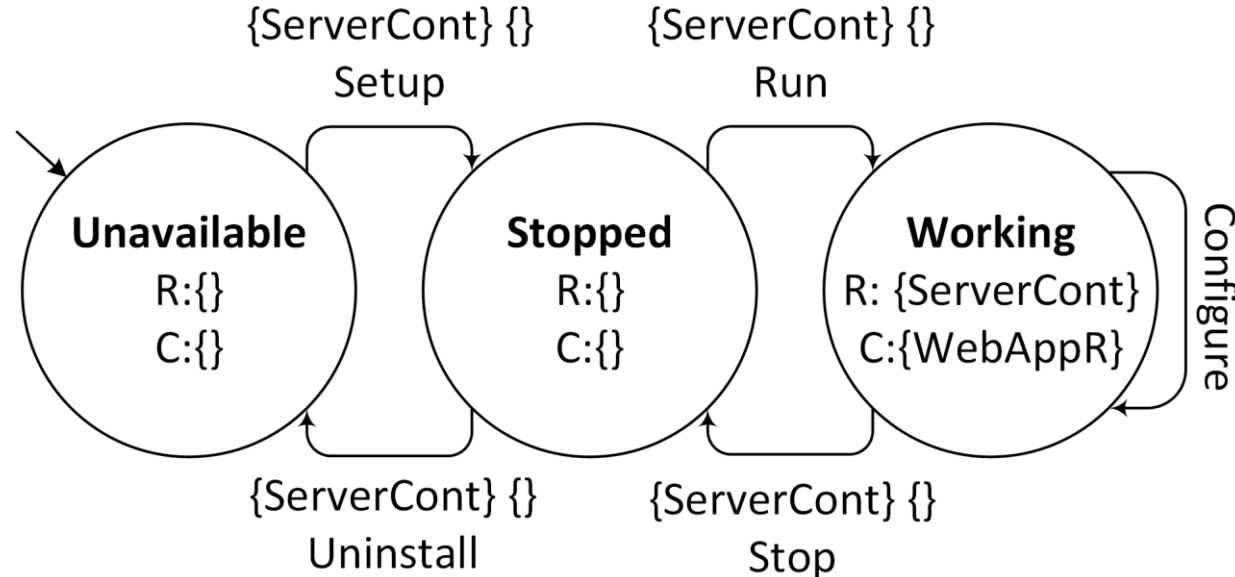 {ServerCont} {}
Setup
{ServerCont} {}
Run
Unavailable
R:{}
C:{}
Stopped
R:{}
C:{}
Working
R: {ServerCont}
C:{WebAppR}
Configure
{ServerCont} {}
Uninstall
{ServerCont} {}
Stop